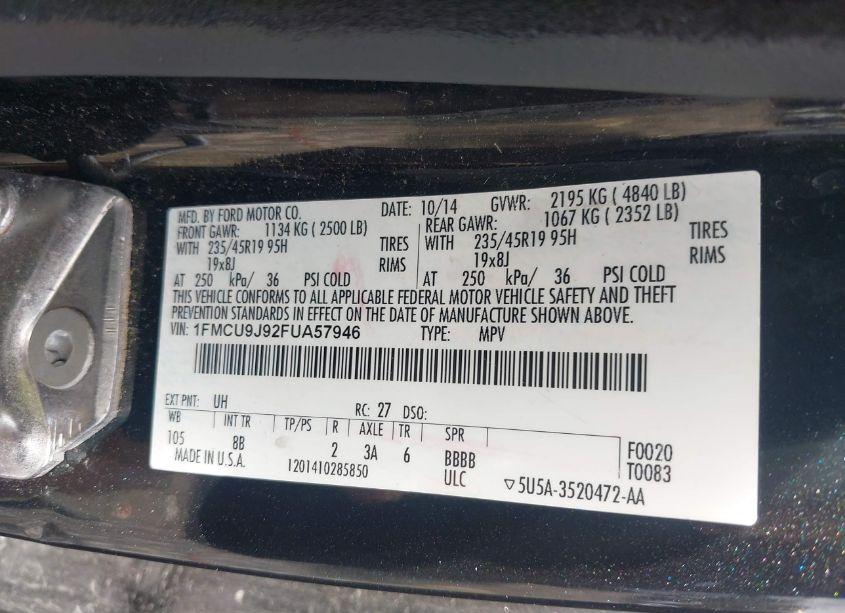 MFD. BY FORD MOTOR CO. DATE: 10/14 GVWR: 2195 KG ( 4840 LB)
FRONT GAWR: 1134 KG ( 2500 LB) REAR GAWR: 1067 KG ( 2352 LB)
WITH 235/45R19 95H TIRES WITH 235/45R19 95H TIRES
19x8J RIMS 19x8J RIMS
AT 250 kPa/ 36 PSI COLD AT 250 kPa/ 36 PSI COLD
THIS VEHICLE CONFORMS TO ALL APPLICABLE FEDERAL MOTOR VEHICLE SAFETY AND THEFT
PREVENTION STANDARDS IN EFFECT ON THE DATE OF MANUFACTURE SHOWN ABOVE.
VIN: 1FMCU9J92FUA57946 TYPE: MPV
EXT PNT: UH RC: 27 DSO:
WB INT TR TP/PS R AXLE TR SPR
105 8B 2 3A 6 BBBB F0020
MADE IN U.S.A. 1201410285850 ULC T0083
▽5U5A-3520472-AA